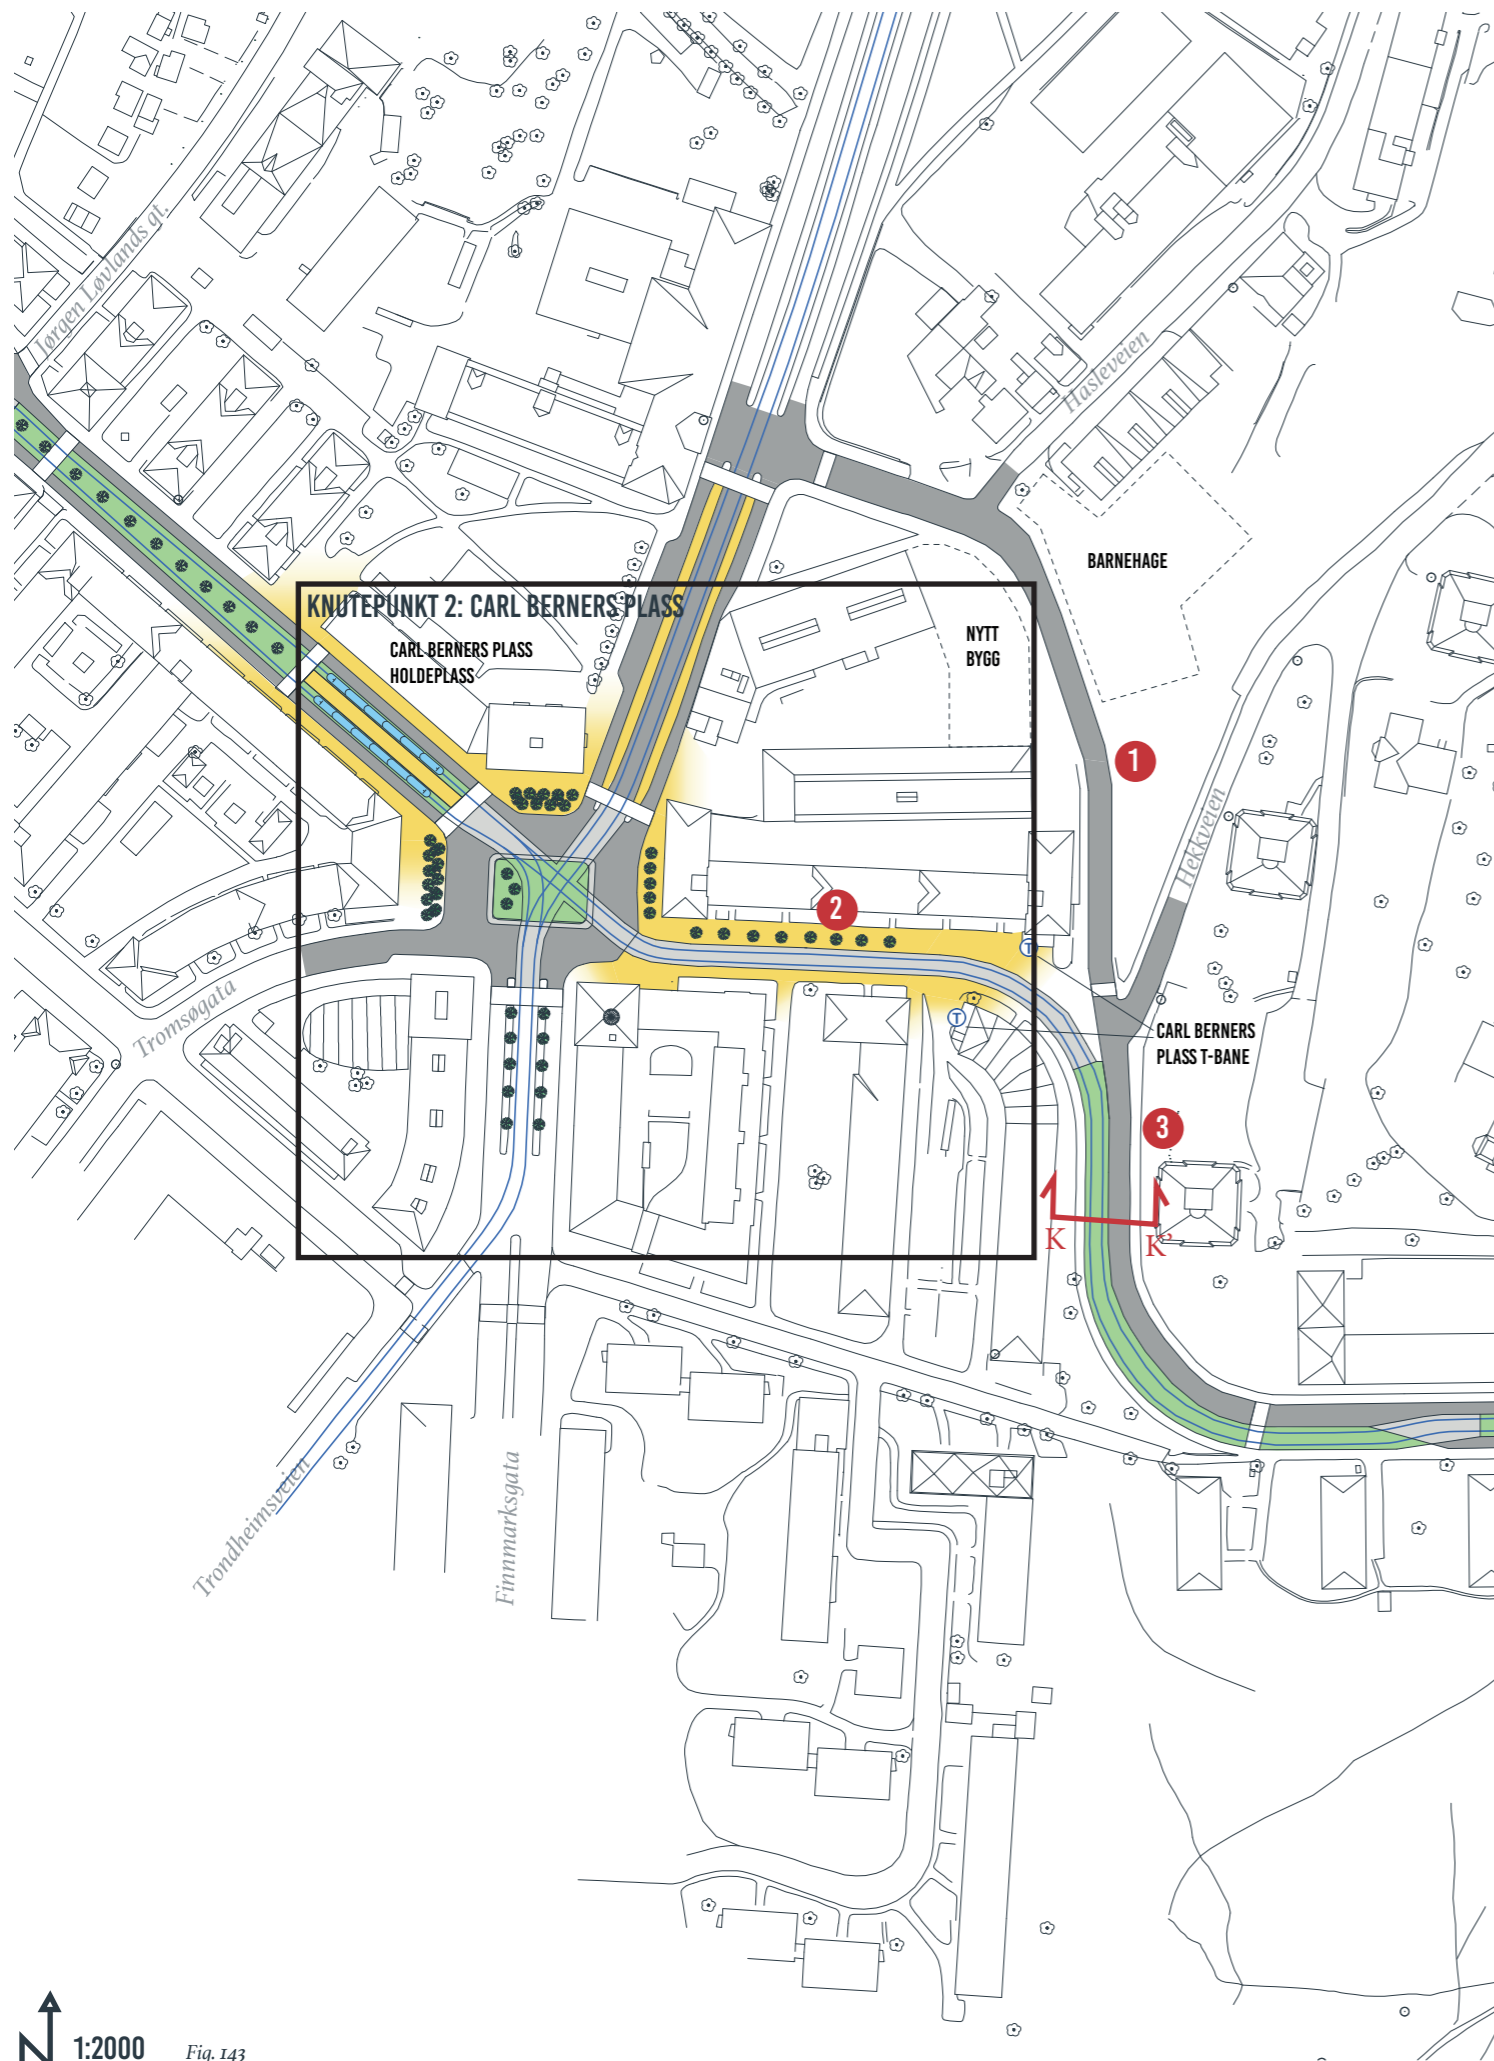 Jørgen Løvlands gt.
Hasleveien
BARNEHAGE
KNUTEPUNKT 2: CARL BERNERS PLASS
CARL BERNERS PLASS
HOLDEPLASS
NYTT
BYGG
1
Hekkveien
2
T
T
Tromsøgata
CARL BERNERS
PLASS T-BANE
3
K
K'
Trondheimsveien
Finnmarksgata
N
1:2000
Fig. 143